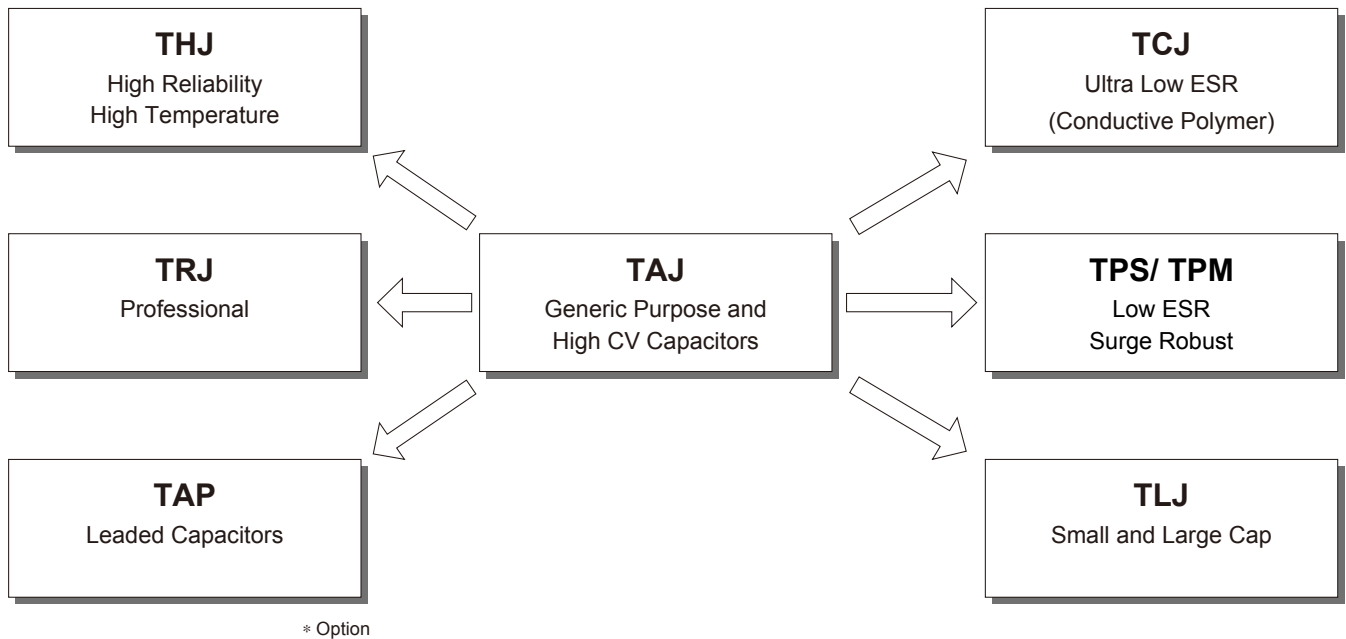 THJ
High Reliability
High Temperature
TCJ
Ultra Low ESR
(Conductive Polymer)
TRJ
Professional
TAJ
Generic Purpose and
High CV Capacitors
TPS/ TPM
Low ESR
Surge Robust
TAP
Leaded Capacitors
TLJ
Small and Large Cap
* Option